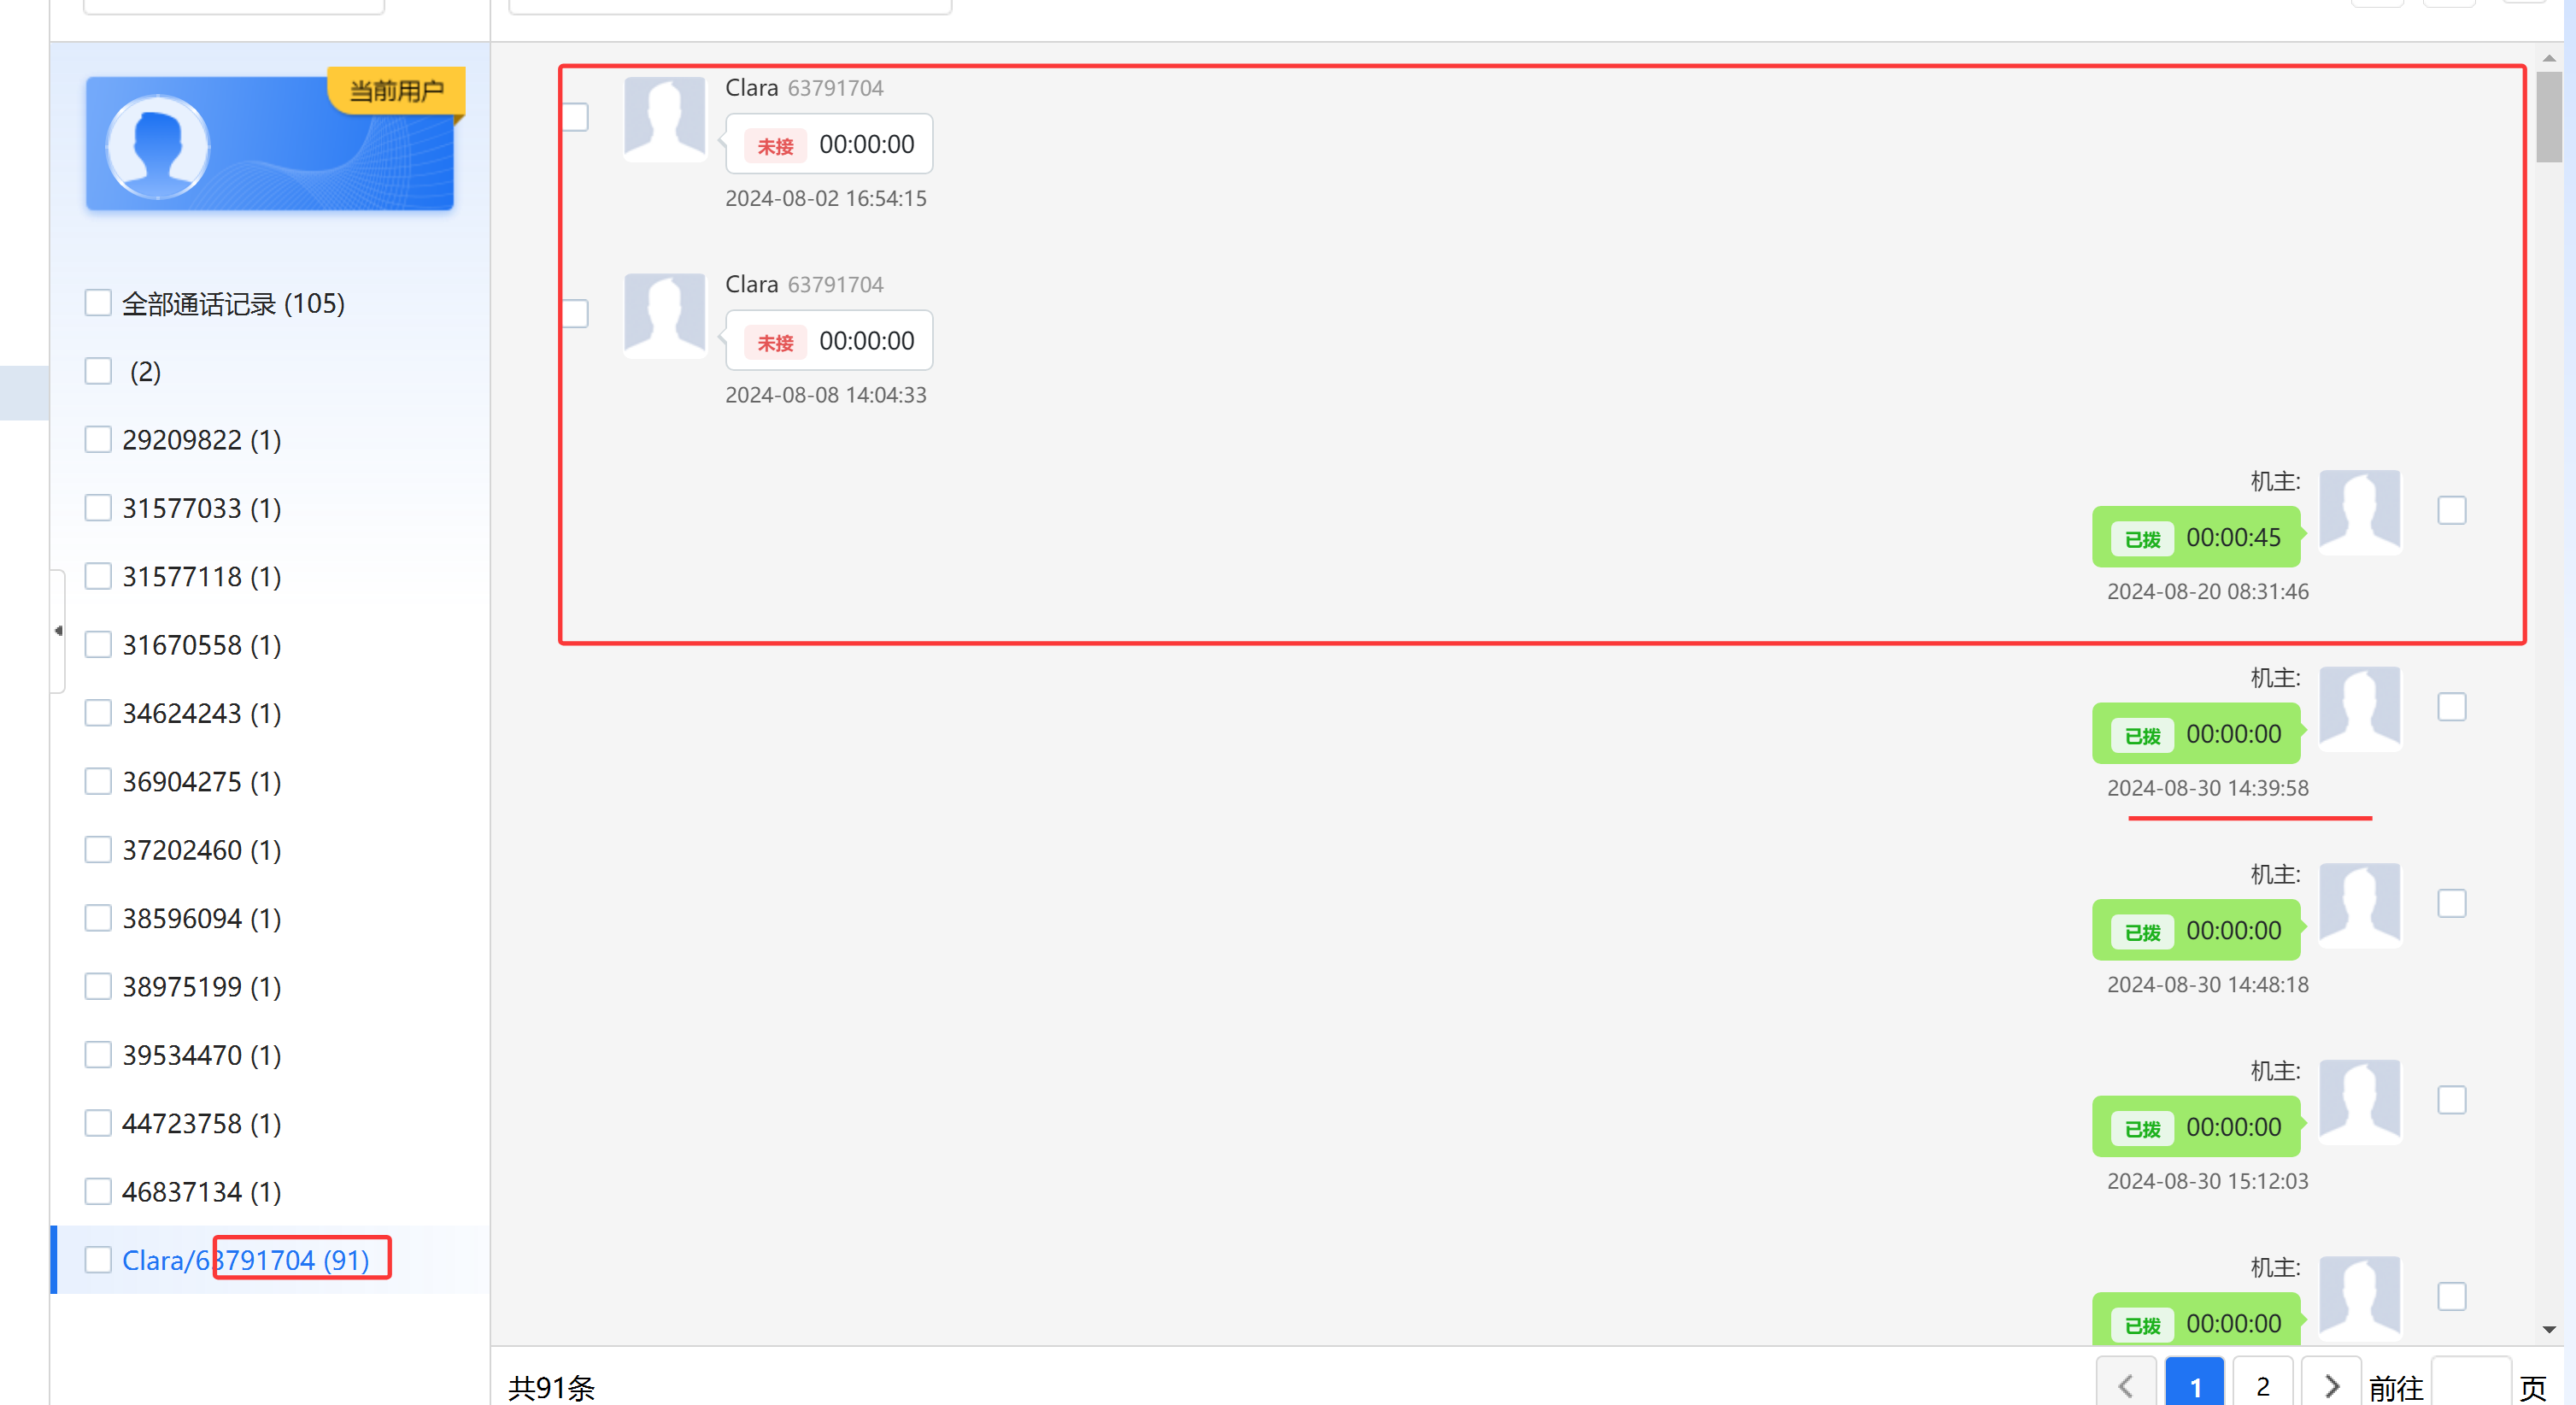 当前用户
全部通话记录 (105)
(2)
29209822 (1)
31577033 (1)
31577118 (1)
31670558 (1)
34624243 (1)
36904275 (1)
37202460 (1)
38596094 (1)
38975199 (1)
39534470 (1)
44723758 (1)
46837134 (1)
Clara/63791704 (91)
Clara 63791704
未接 00:00:00
2024-08-02 16:54:15
Clara 63791704
未接 00:00:00
2024-08-08 14:04:33
机主:
已拨 00:00:45
2024-08-20 08:31:46
机主:
已拨 00:00:00
2024-08-30 14:39:58
机主:
已拨 00:00:00
2024-08-30 14:48:18
机主:
已拨 00:00:00
2024-08-30 15:12:03
机主:
已拨 00:00:00
共91条
1 2 前往 页